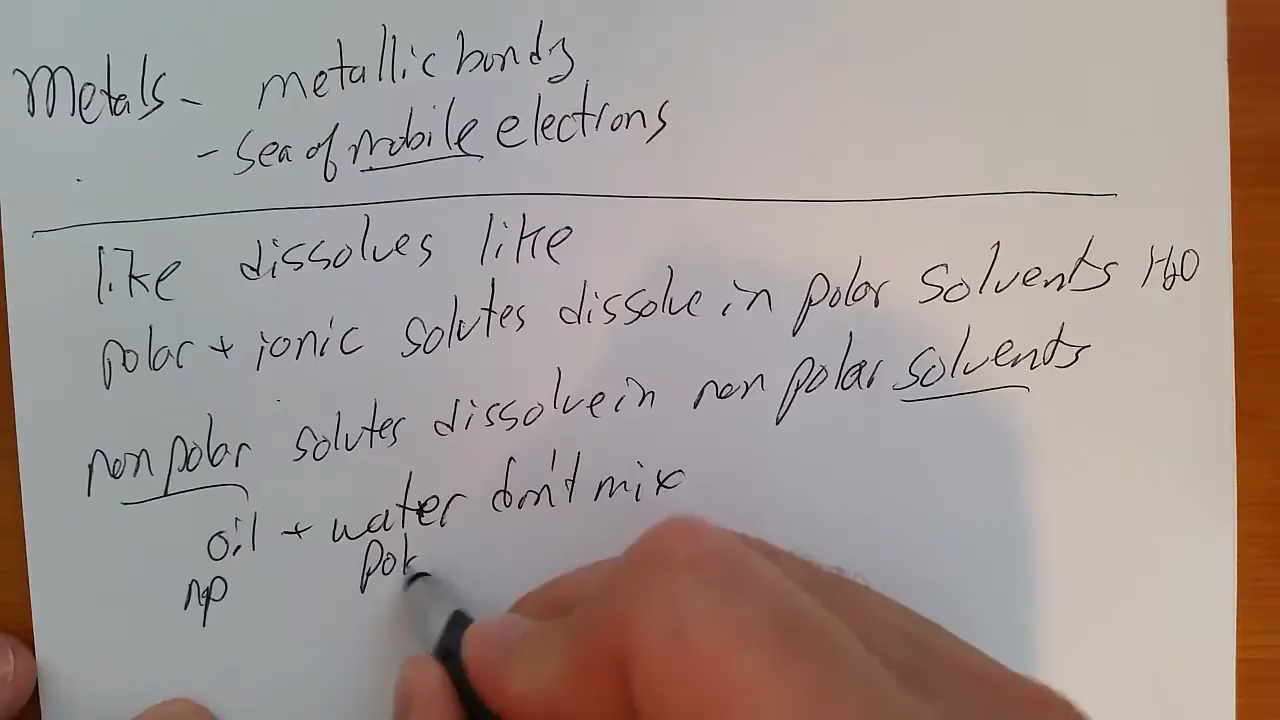 Metals - metallic bonds
- sea of mobile electrons
like dissolves like
polar + ionic solutes dissolve in polar solvents H2O
non polar solutes dissolve in non polar solvents
oil + water don't mix
np pol